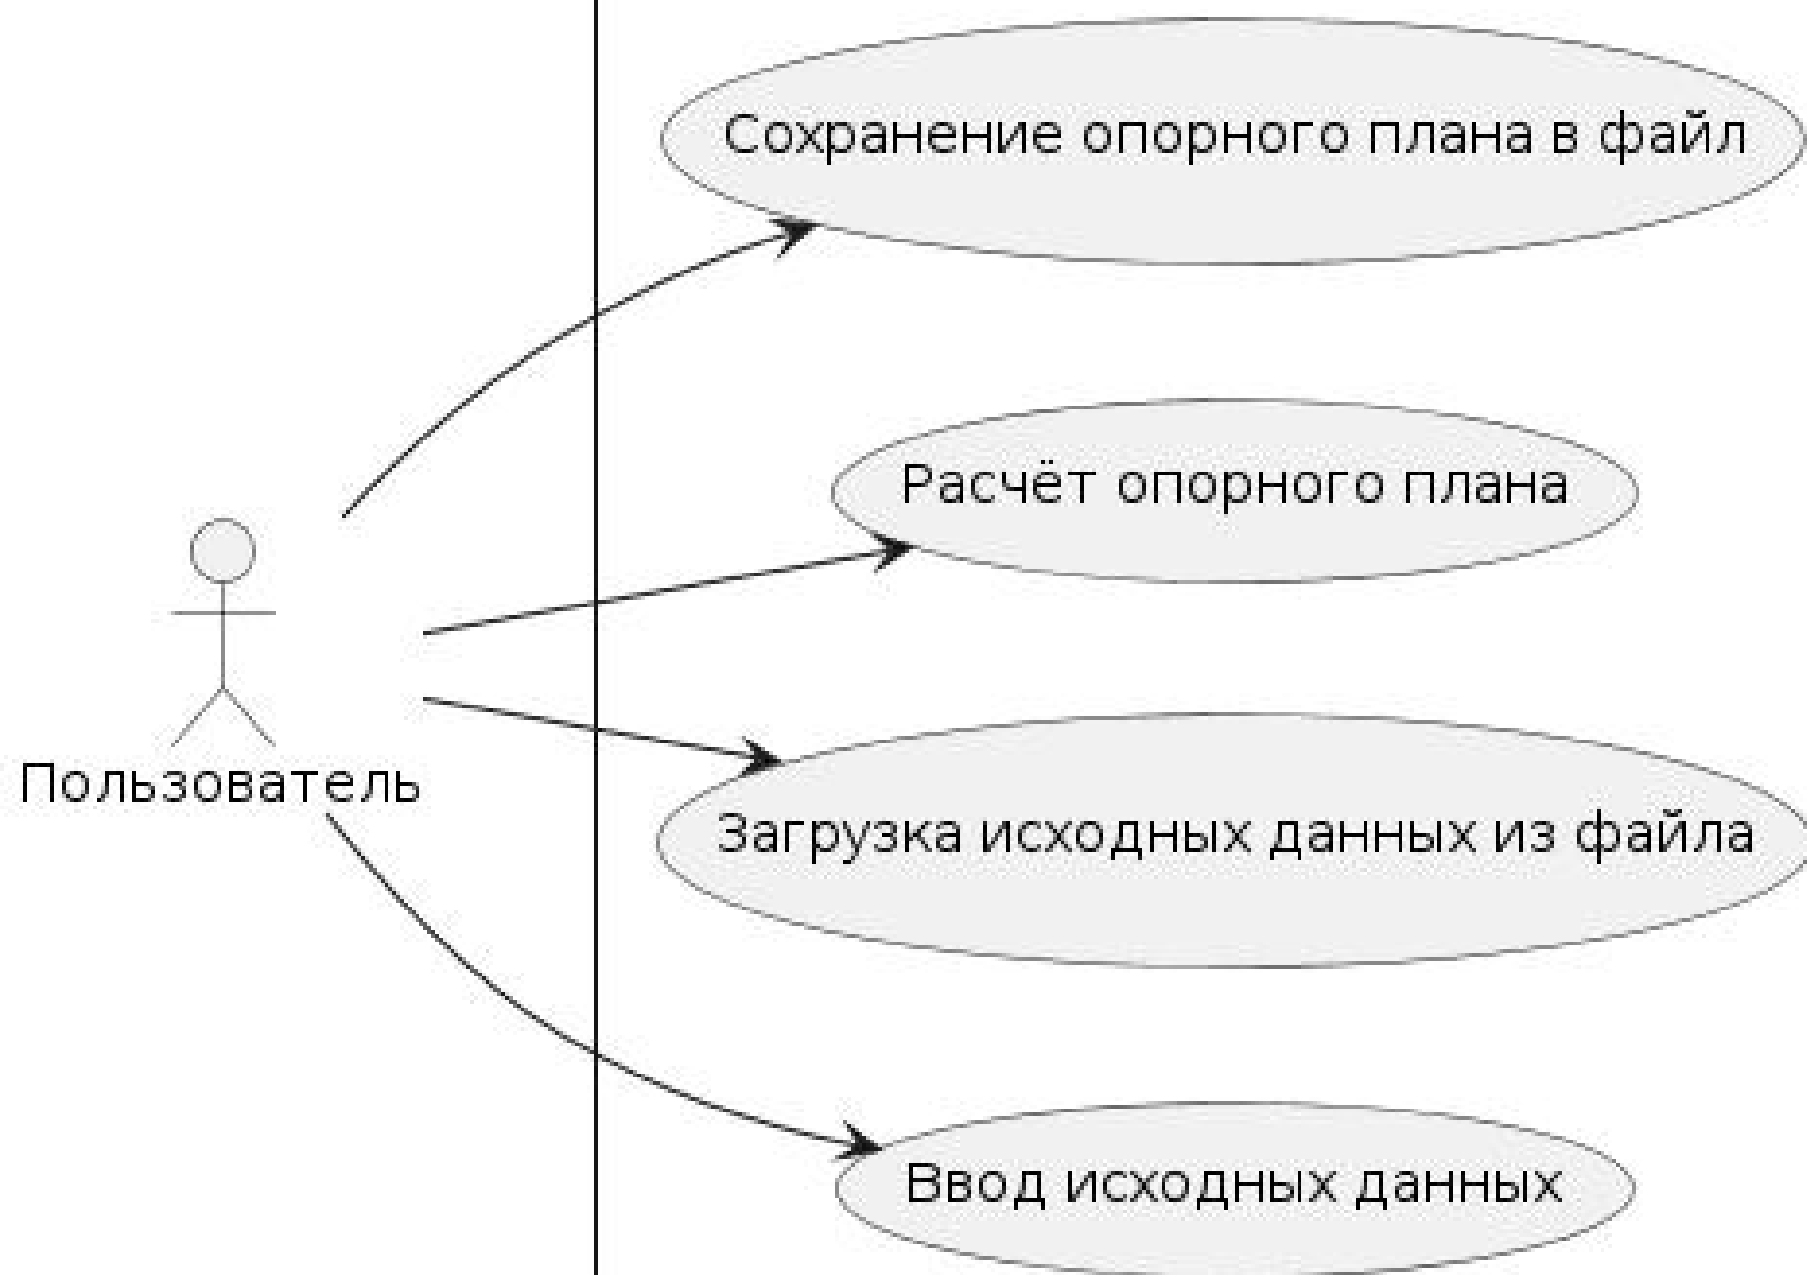 Сохранение опорного плана в файл
Расчёт опорного плана
Пользователь
Загрузка исходных данных из файла
Ввод исходных данных